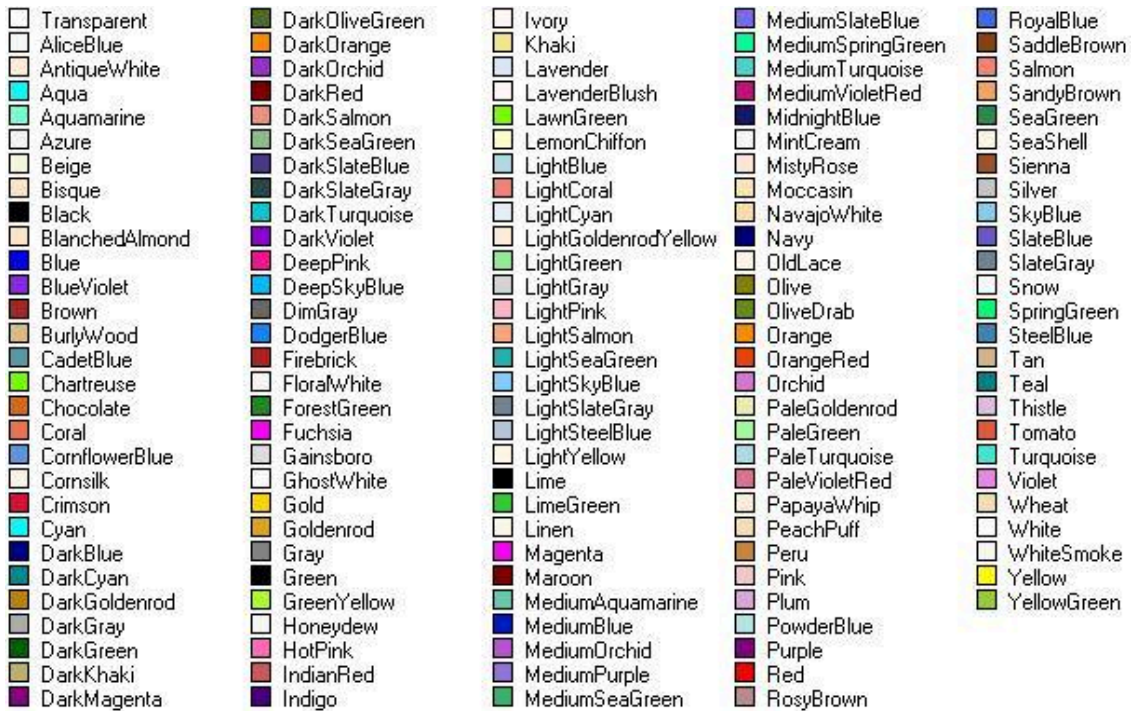 Transparent
AliceBlue
AntiqueWhite
Aqua
Aquamarine
Azure
Beige
Bisque
Black
BlanchedAlmond
Blue
BlueViolet
Brown
BurlyWood
CadetBlue
Chartreuse
Chocolate
Coral
CornflowerBlue
Cornsilk
Crimson
Cyan
DarkBlue
DarkCyan
DarkGoldenrod
DarkGray
DarkGreen
DarkKhaki
DarkMagenta
DarkOliveGreen
DarkOrange
DarkOrchid
DarkRed
DarkSalmon
DarkSeaGreen
DarkSlateBlue
DarkSlateGray
DarkTurquoise
DarkViolet
DeepPink
DeepSkyBlue
DimGray
DodgerBlue
Firebrick
FloralWhite
ForestGreen
Fuchsia
Gainsboro
GhostWhite
Gold
Goldenrod
Gray
Green
GreenYellow
Honeydew
HotPink
IndianRed
Indigo
Ivory
Khaki
Lavender
LavenderBlush
LawnGreen
LemonChiffon
LightBlue
LightCoral
LightCyan
LightGoldenrodYellow
LightGreen
LightGray
LightPink
LightSalmon
LightSeaGreen
LightSkyBlue
LightSlateGray
LightSteelBlue
LightYellow
Lime
LimeGreen
Linen
Magenta
Maroon
MediumAquamarine
MediumBlue
MediumOrchid
MediumPurple
MediumSeaGreen
MediumSlateBlue
MediumSpringGreen
MediumTurquoise
MediumVioletRed
MidnightBlue
MintCream
MistyRose
Moccasin
NavajoWhite
Navy
OldLace
Olive
OliveDrab
Orange
OrangeRed
Orchid
PaleGoldenrod
PaleGreen
PaleTurquoise
PaleVioletRed
PapayaWhip
PeachPuff
Peru
Pink
Plum
PowderBlue
Purple
Red
RosyBrown
RoyalBlue
SaddleBrown
Salmon
SandyBrown
SeaGreen
SeaShell
Sienna
Silver
SkyBlue
SlateBlue
SlateGray
Snow
SpringGreen
SteelBlue
Tan
Teal
Thistle
Tomato
Turquoise
Violet
Wheat
White
WhiteSmoke
Yellow
YellowGreen